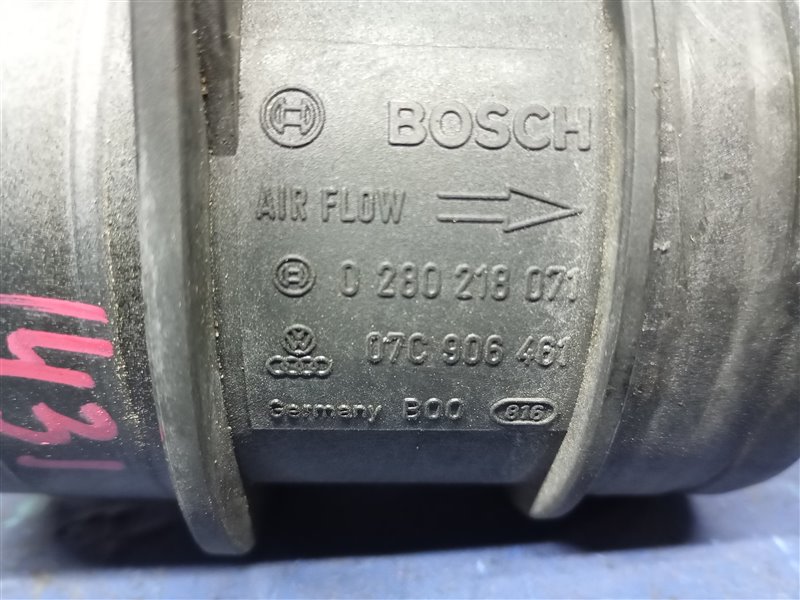 BOSCH
AIR FLOW
0 280 218 071
07C 906 461
Germany B00 816
1431